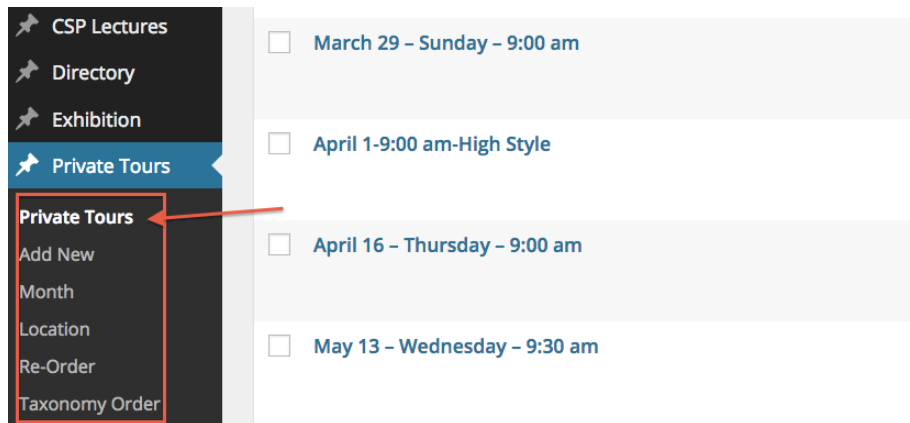 CSP Lectures
Directory
Exhibition
Private Tours
Private Tours
Add New
Month
Location
Re-Order
Taxonomy Order
March 29 – Sunday – 9:00 am
April 1-9:00 am-High Style
April 16 – Thursday – 9:00 am
May 13 – Wednesday – 9:30 am